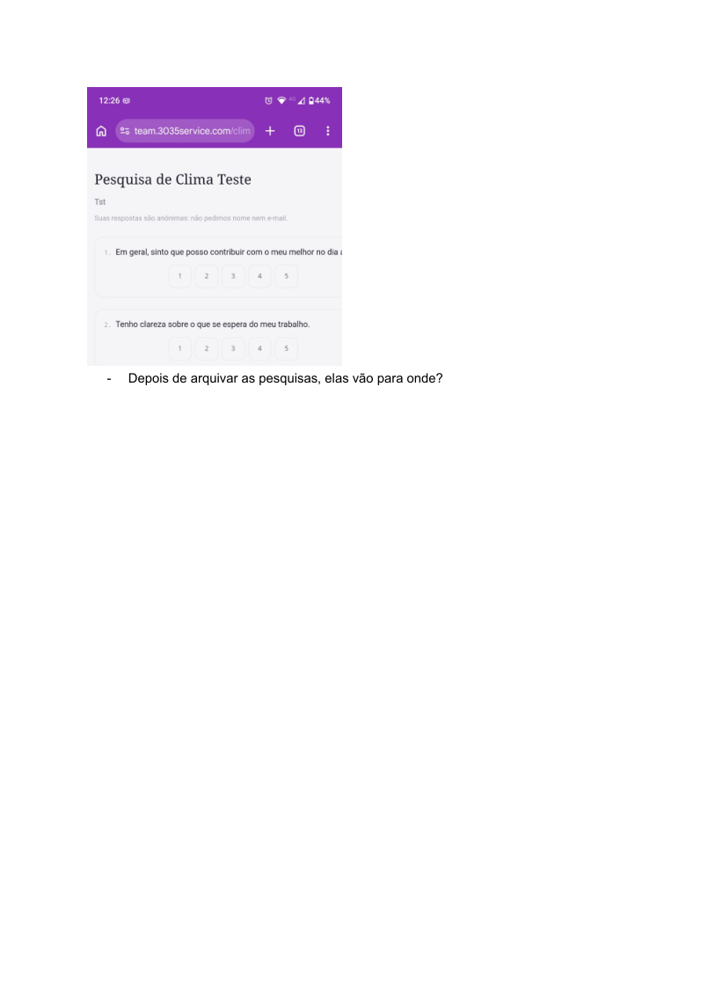 12:26
4G 44%
team.3035service.com/clim
13
Pesquisa de Clima Teste
Tst
Suas respostas são anônimas: não pedimos nome nem e-mail.
1. Em geral, sinto que posso contribuir com o meu melhor no dia a
1 2 3 4 5
2. Tenho clareza sobre o que se espera do meu trabalho.
1 2 3 4 5
- Depois de arquivar as pesquisas, elas vão para onde?